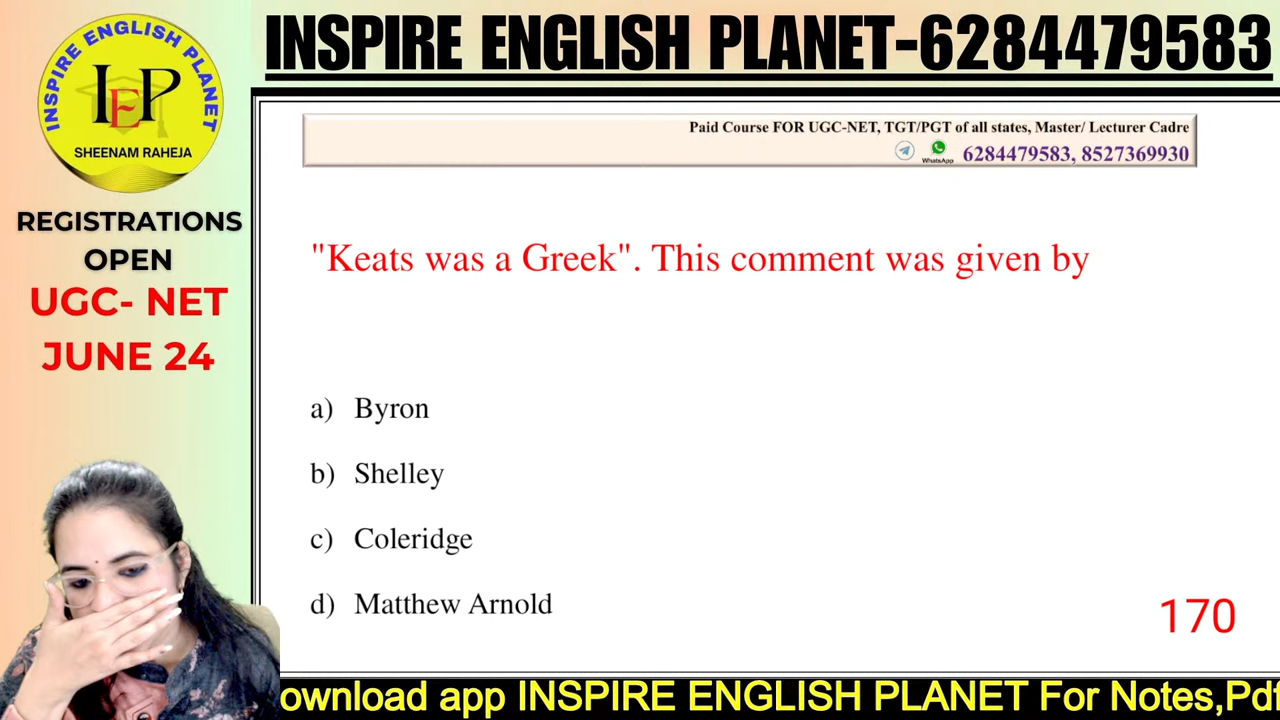 INSPIRE ENGLISH PLANET-6284479583
INSPIRE ENGLISH PLANET
IEP
SHEENAM RAHEJA
Paid Course FOR UGC-NET, TGT/PGT of all states, Master/ Lecturer Cadre
WhatsApp 6284479583, 8527369930
REGISTRATIONS
OPEN
UGC- NET
JUNE 24
"Keats was a Greek". This comment was given by
a) Byron
b) Shelley
c) Coleridge
d) Matthew Arnold
170
ownload app INSPIRE ENGLISH PLANET For Notes,Pdf